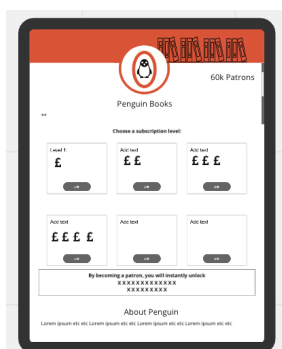 60k Patrons
Penguin Books
Choose a subscription level:
Level 1. Add text Add text
£ ££ £££
Add text Add text Add text
££££
By becoming a patron, you will instantly unlock
XXXXXXXXXXXXX
XXXXXXXXX
About Penguin
Lorem ipsum etc etc Lorem ipsum etc etc Lorem ipsum etc etc Lorem ipsum etc etc